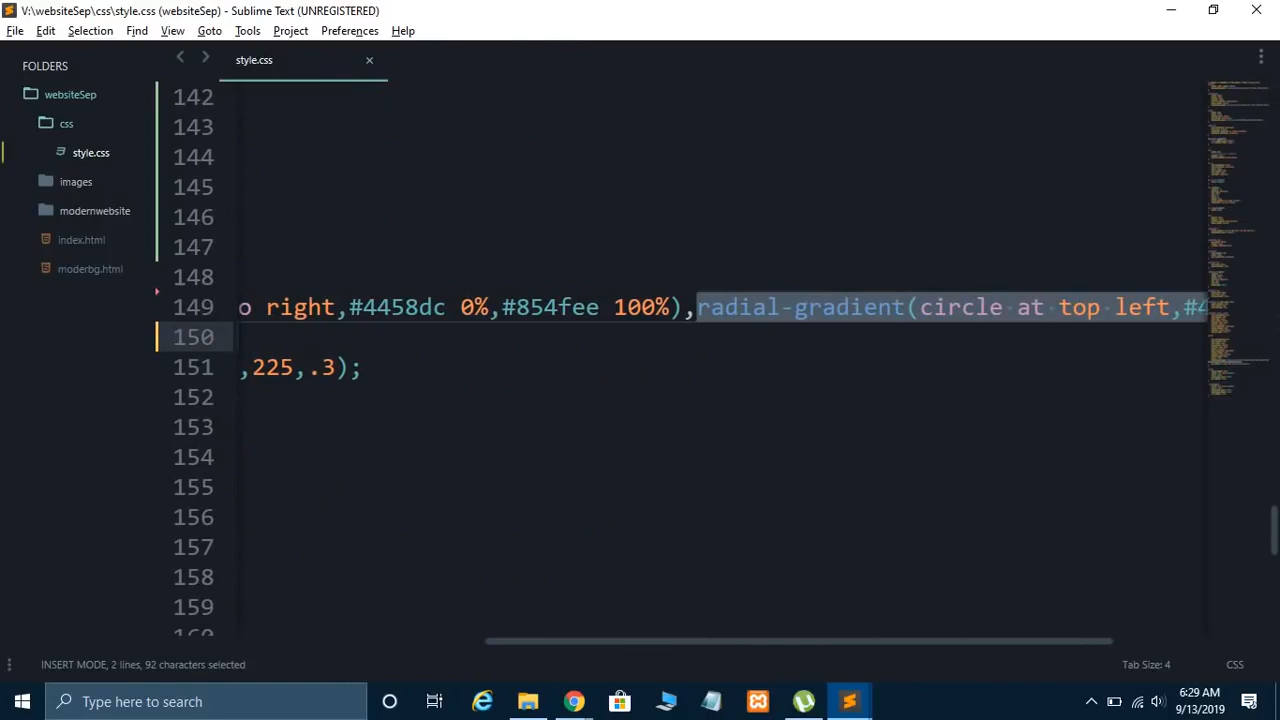 V:\websiteSep\css\style.css (websiteSep) - Sublime Text (UNREGISTERED)
File Edit Selection Find View Goto Tools Project Preferences Help
FOLDERS
websiteSep
css
style.css
images
modernwebsite
index.html
moderbg.html
style.css
142
143
144
145
146
147
148
149 o right,#4458dc 0%,#854fee 100%),radial-gradient(circle at top left,#4
150
151 ,225,.3);
152
153
154
155
156
157
158
159
160
INSERT MODE, 2 lines, 92 characters selected
Tab Size: 4
CSS
Type here to search
6:29 AM
9/13/2019